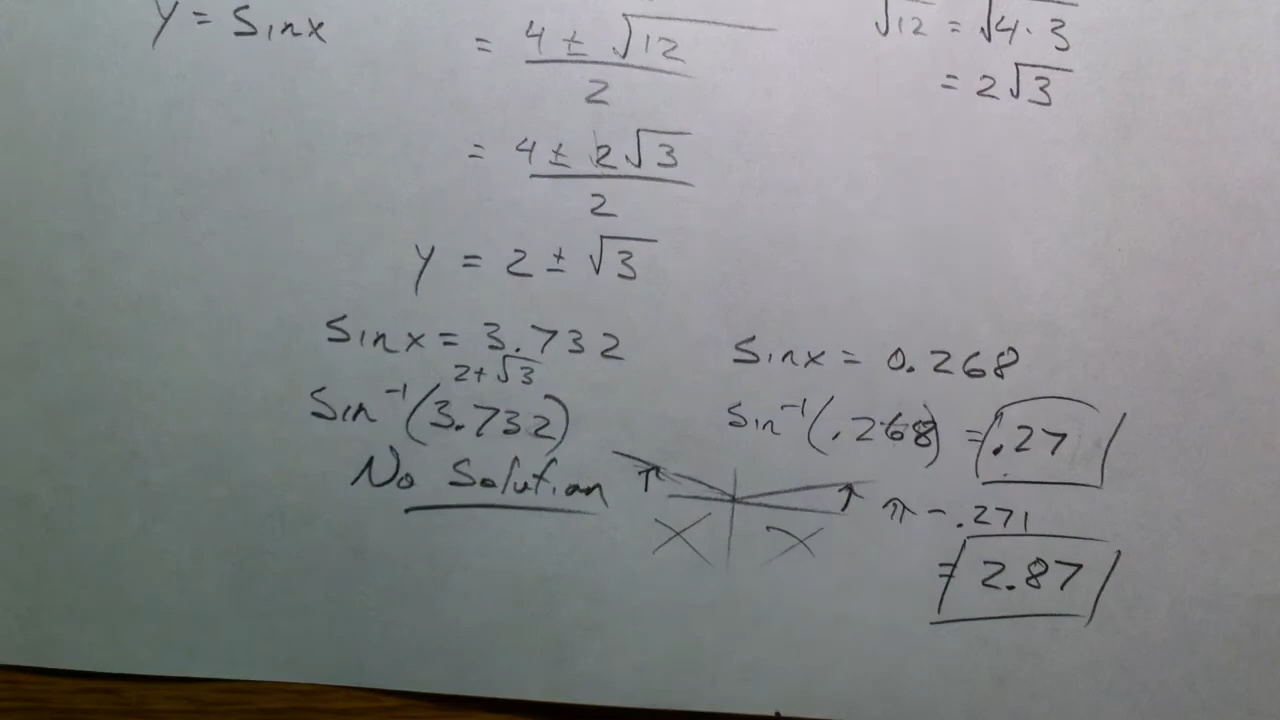 y = Sinx
= 4 ± √12 / 2
√12 = √4·3
= 2√3
= 4 ± 2√3 / 2
y = 2 ± √3
Sinx = 3.732
2+√3
Sin⁻¹(3.732)
No Solution
Sinx = 0.268
Sin⁻¹(.268) = .27
π - .271
= 2.87